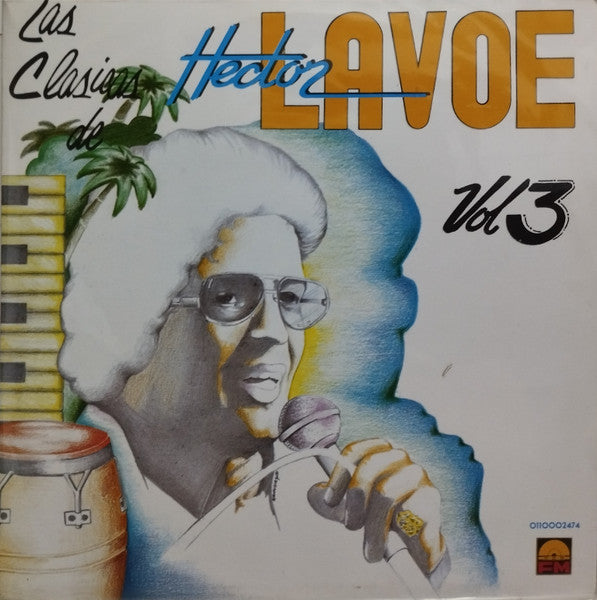 Las
Clasicas
de
Hector LAVOE
Vol 3
0110002474
FM